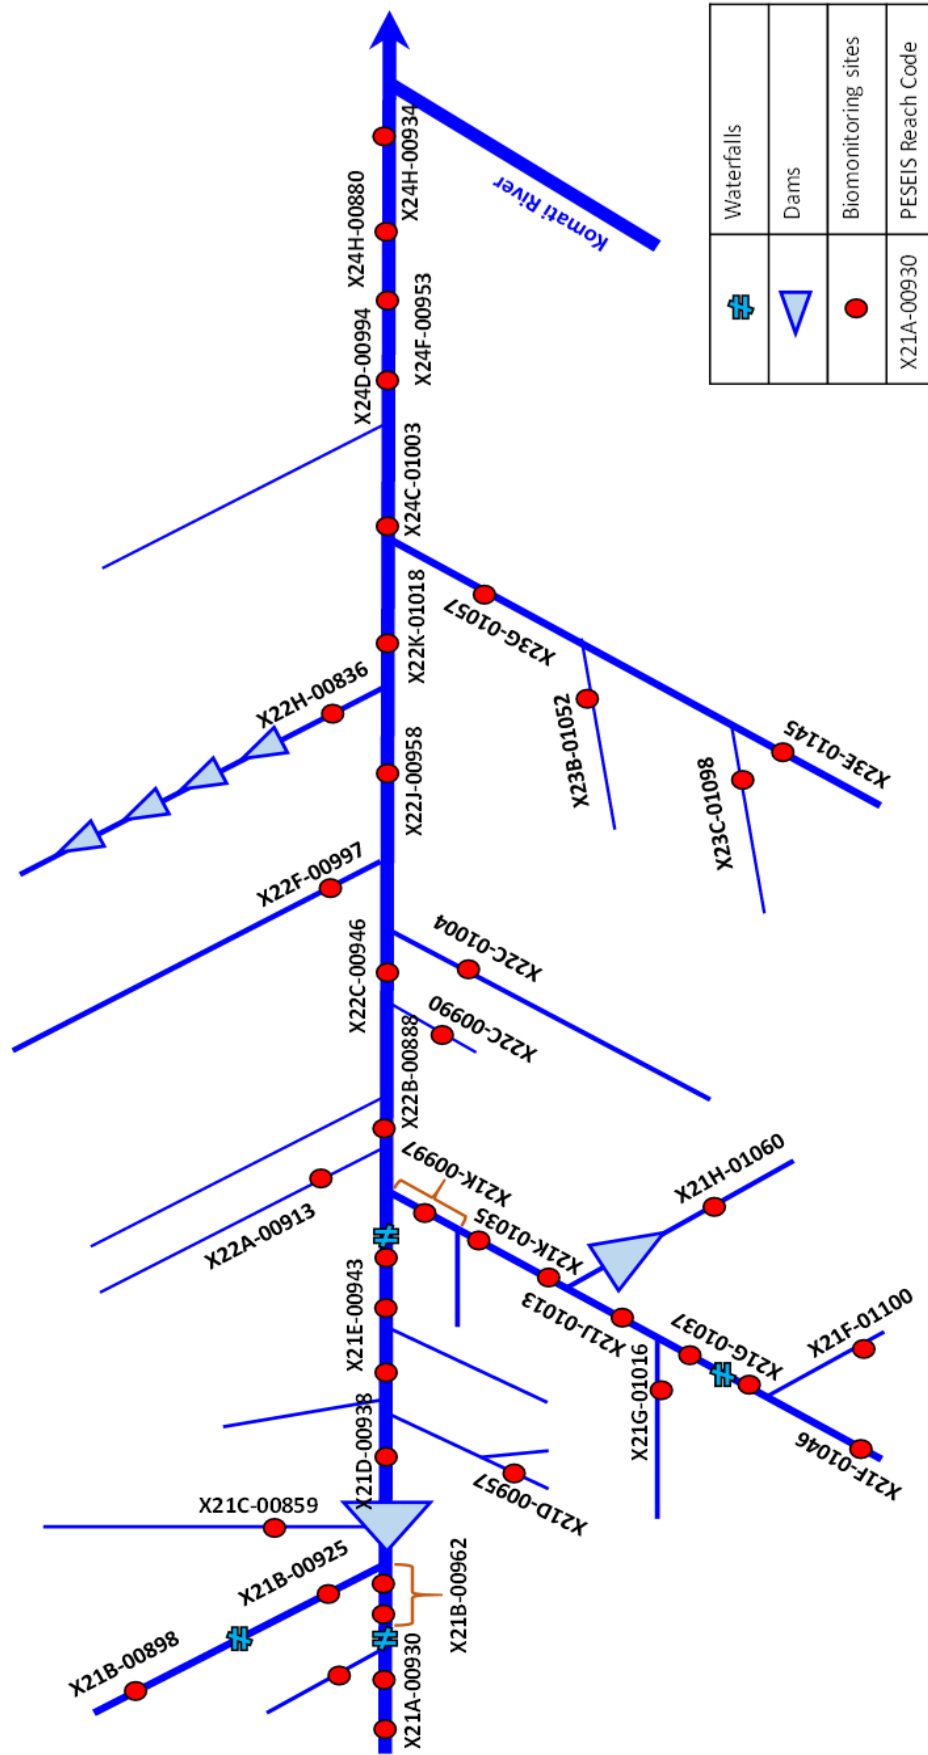 X24H-00934
X24H-00880
X24F-00953
X24D-00994
X24C-01003
X22K-01018
X22H-00836
X22J-00958
X22F-00997
X22C-00946
X22C-01004
X22C-00990
X22B-00888
X22A-00913
X21K-00997
X21K-01035
X21J-01013
X21H-01060
X21G-01037
X21G-01016
X21F-01100
X21F-01046
X21E-00943
X21D-00938
X21D-00957
X21C-00859
X21B-00925
X21B-00898
X21B-00962
X21A-00930
X23G-01057
X23B-01052
X23C-01098
X23E-01145
Komati River
Waterfalls
Dams
Biomonitoring sites
X21A-00930 PESEIS Reach Code